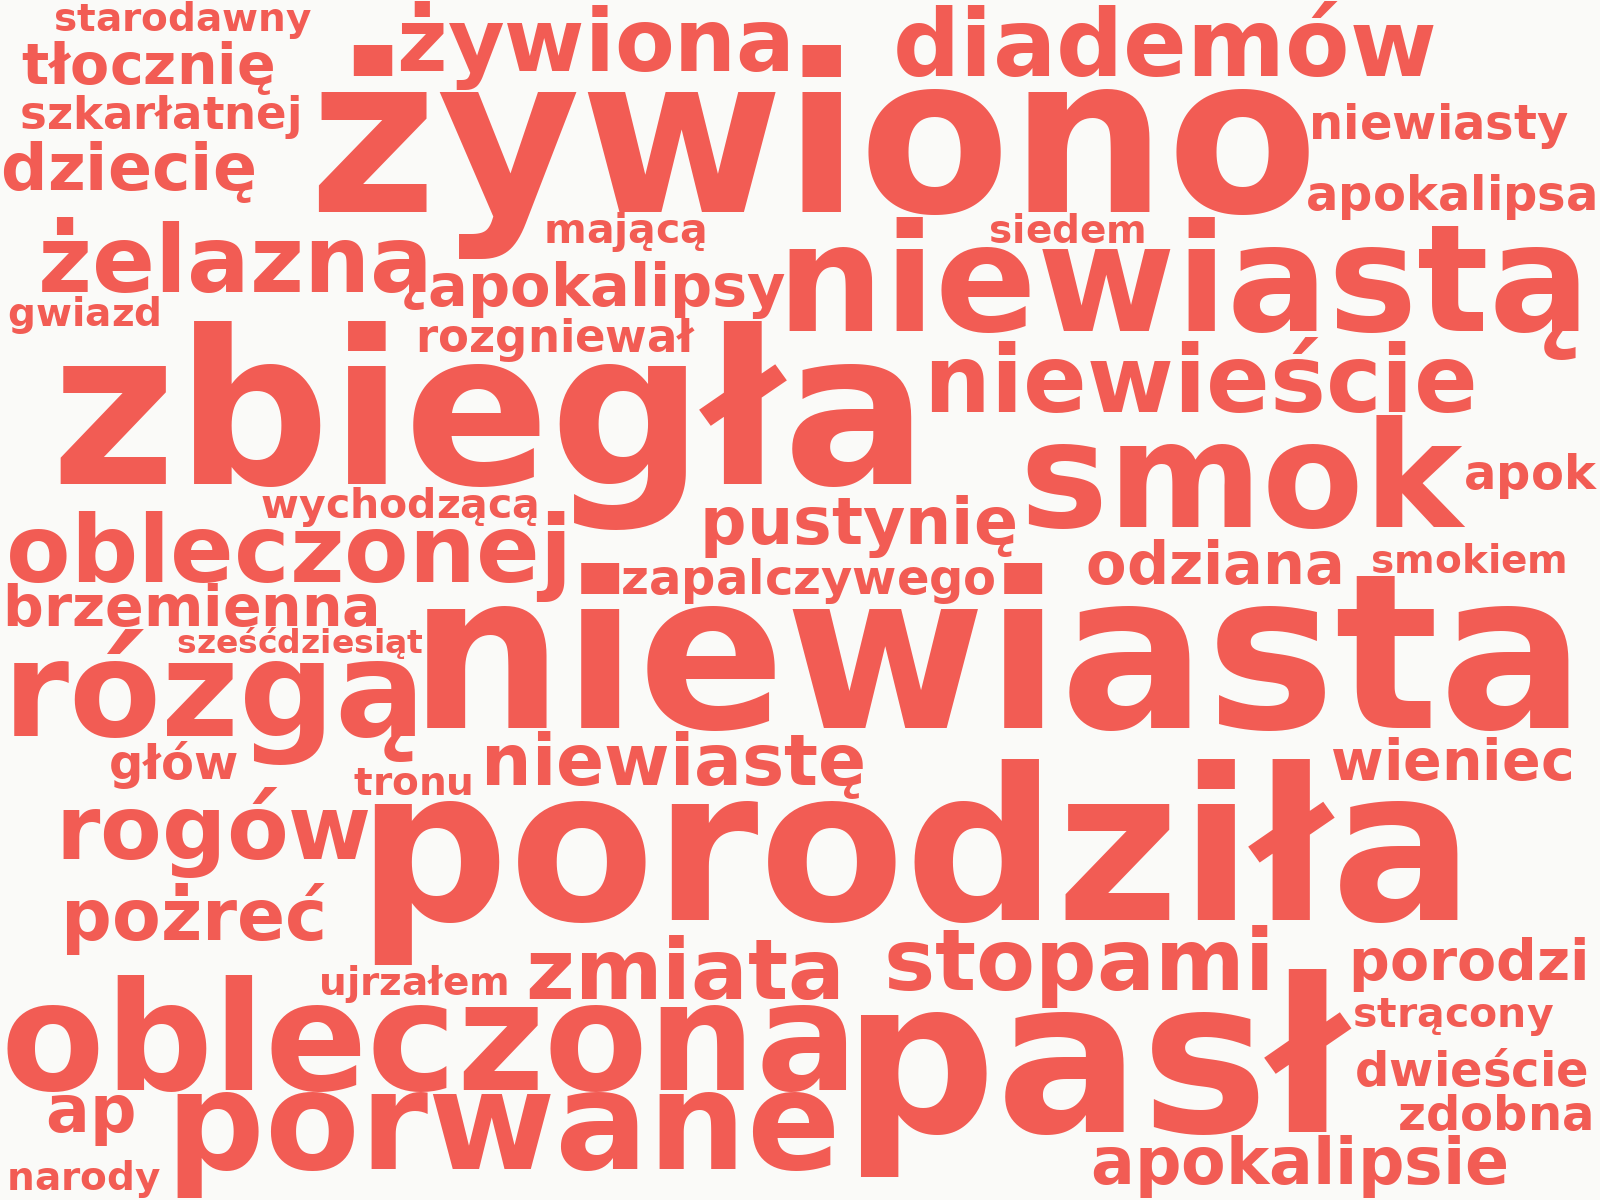 starodawny
żywiona
diademów
tłocznię
szkarłatnej
żywiono
niewiasty
dziecię
apokalipsa
mającą
siedem
żelazną
niewiastą
apokalipsy
gwiazd
rozgniewał
zbiegła
niewieście
smok
apok
wychodzącą
pustynię
obleczonej
odziana
smokiem
zapalczywego
brzemienna
sześćdziesiąt
niewiasta
rózgą
głów
niewiastę
wieniec
tronu
rogów
porodziła
pożreć
stopami
porodzi
zmiata
ujrzałem
strącony
obleczona
pasł
dwieście
ap
zdobna
porwane
apokalipsie
narody